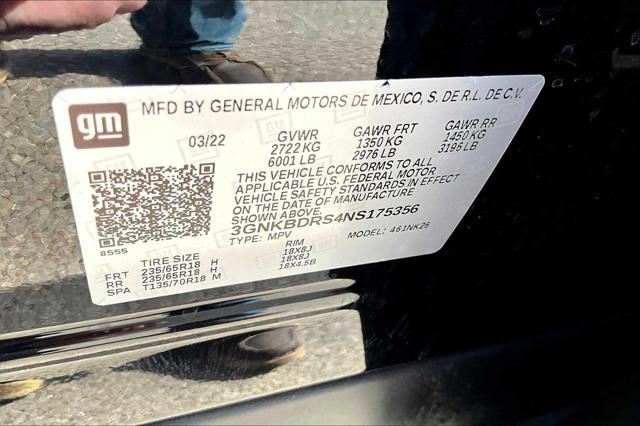 gm
MFD BY GENERAL MOTORS DE MEXICO, S. DE R.L. DE C.V.
03/22 GVWR GAWR FRT GAWR RR
2722 KG 1350 KG 1450 KG
6001 LB 2976 LB 3196 LB
THIS VEHICLE CONFORMS TO ALL
APPLICABLE U.S. FEDERAL MOTOR
VEHICLE SAFETY STANDARDS IN EFFECT
ON THE DATE OF MANUFACTURE
SHOWN ABOVE.
3GNKBDRS4NS175356
TYPE: MPV MODEL: 461NK26
8555
TIRE SIZE RIM
FRT 235/65R18 H 18X8J
RR 235/65R18 H 18X8J
SPA T135/70R18 M 18X4.5B